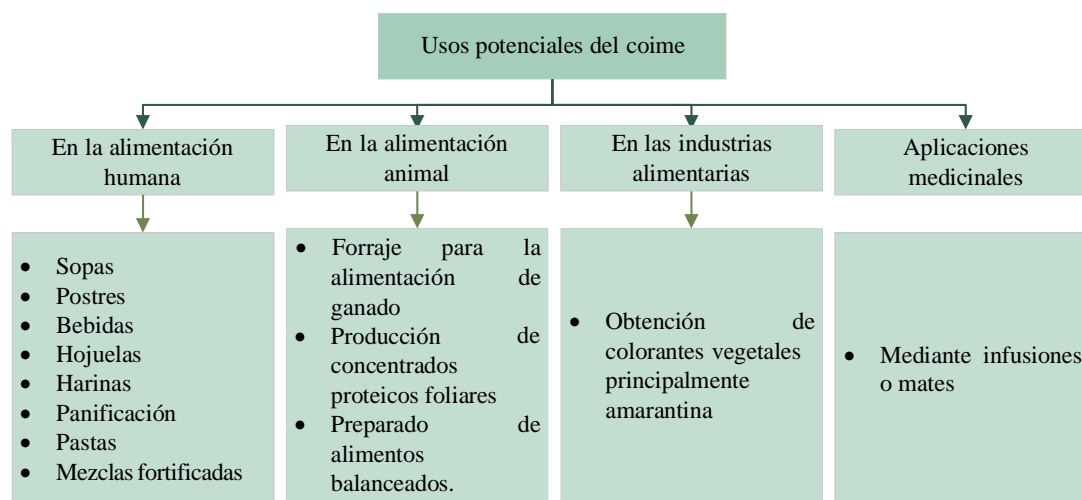 Usos potenciales del coime
En la alimentación
humana
En la alimentación
animal
En las industrias
alimentarias
Aplicaciones
medicinales
• Sopas
• Postres
• Bebidas
• Hojuelas
• Harinas
• Panificación
• Pastas
• Mezclas fortificadas
• Forraje para la
alimentación de
ganado
• Producción de
concentrados
proteicos foliares
• Preparado de
alimentos
balanceados.
• Obtención de
colorantes vegetales
principalmente
amarantina
• Mediante infusiones
o mates